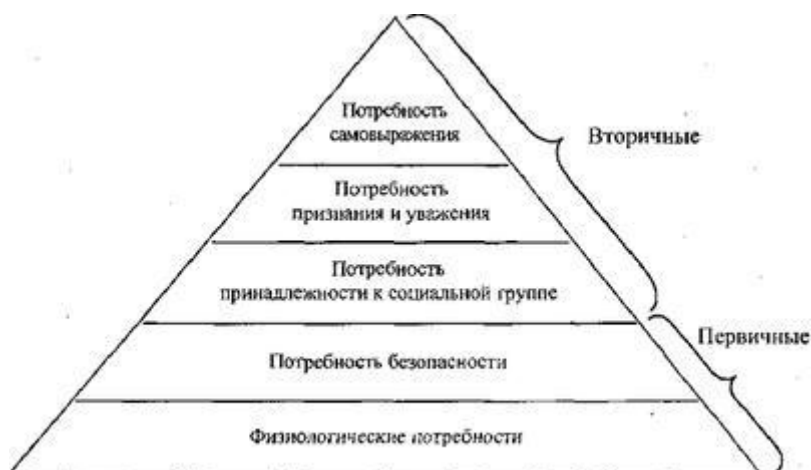 Потребность
самовыражения
Вторичные
Потребность
признания и уважения
Потребность
принадлежности к социальной группе
Первичные
Потребность безопасности
Физиологические потребности